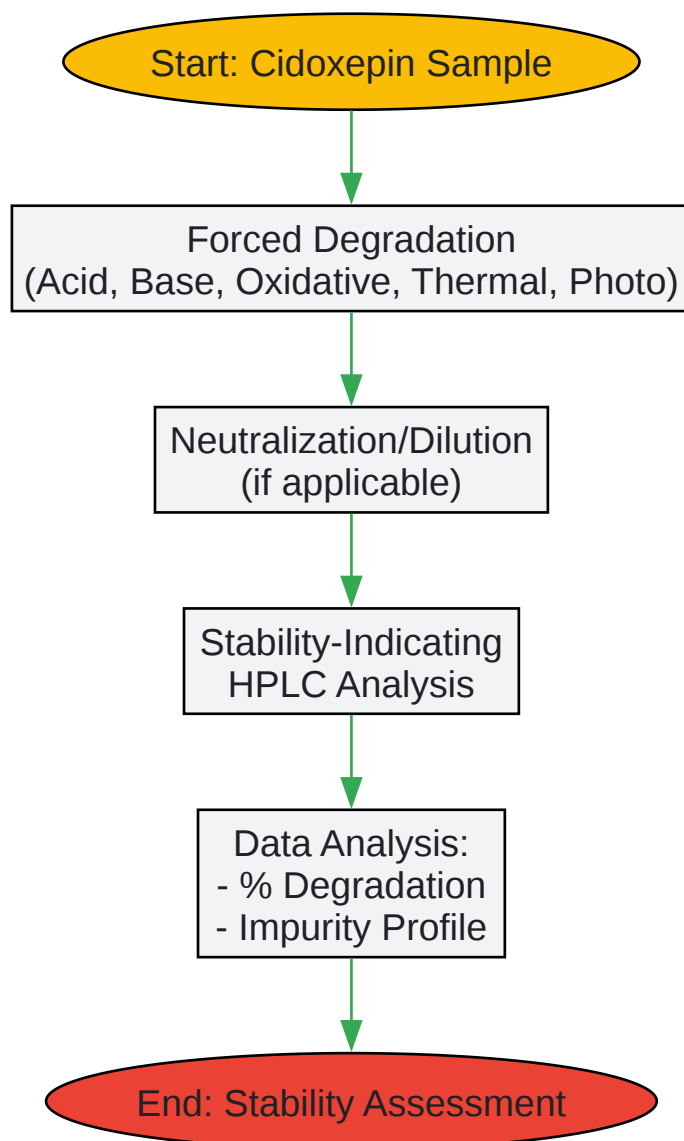 Start: Cidoxepin Sample
Forced Degradation
(Acid, Base, Oxidative, Thermal, Photo)
Neutralization/Dilution
(if applicable)
Stability-Indicating
HPLC Analysis
Data Analysis:
- % Degradation
- Impurity Profile
End: Stability Assessment